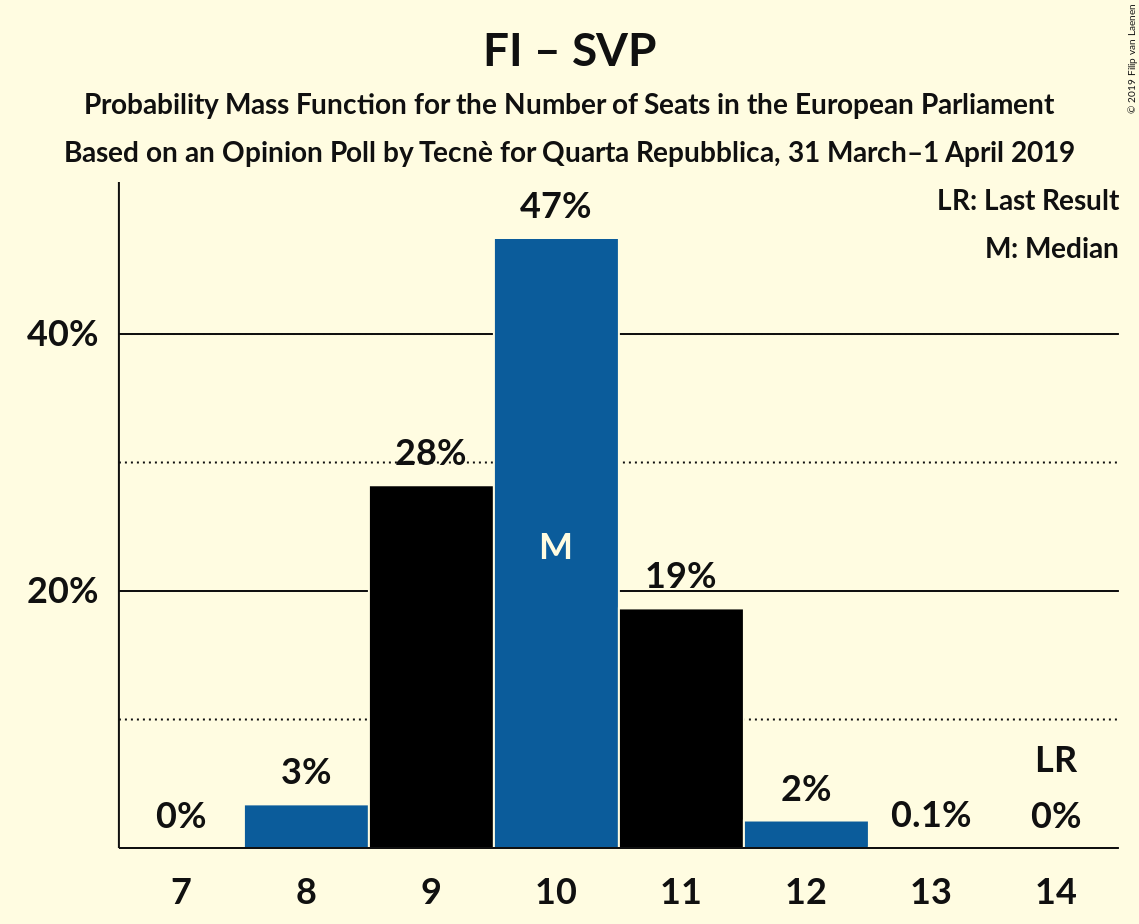 FI – SVP
Probability Mass Function for the Number of Seats in the European Parliament
Based on an Opinion Poll by Tecnè for Quarta Repubblica, 31 March–1 April 2019
© 2019 Filip van Laenen
LR: Last Result
M: Median
47%
40%
28%
M
19%
20%
LR
3%
2%
0%
0.1%
0%
7 8 9 10 11 12 13 14